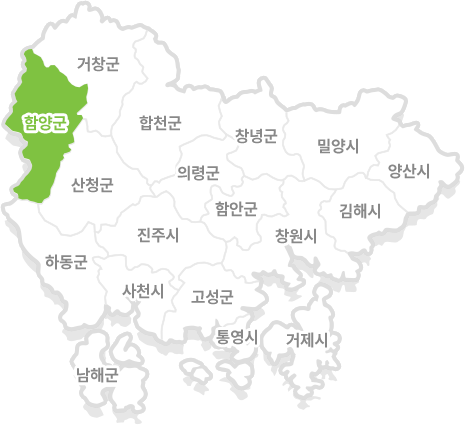 거창군
함양군
합천군
창녕군
밀양시
양산시
의령군
산청군
함안군
김해시
진주시
창원시
하동군
사천시
고성군
통영시
거제시
남해군